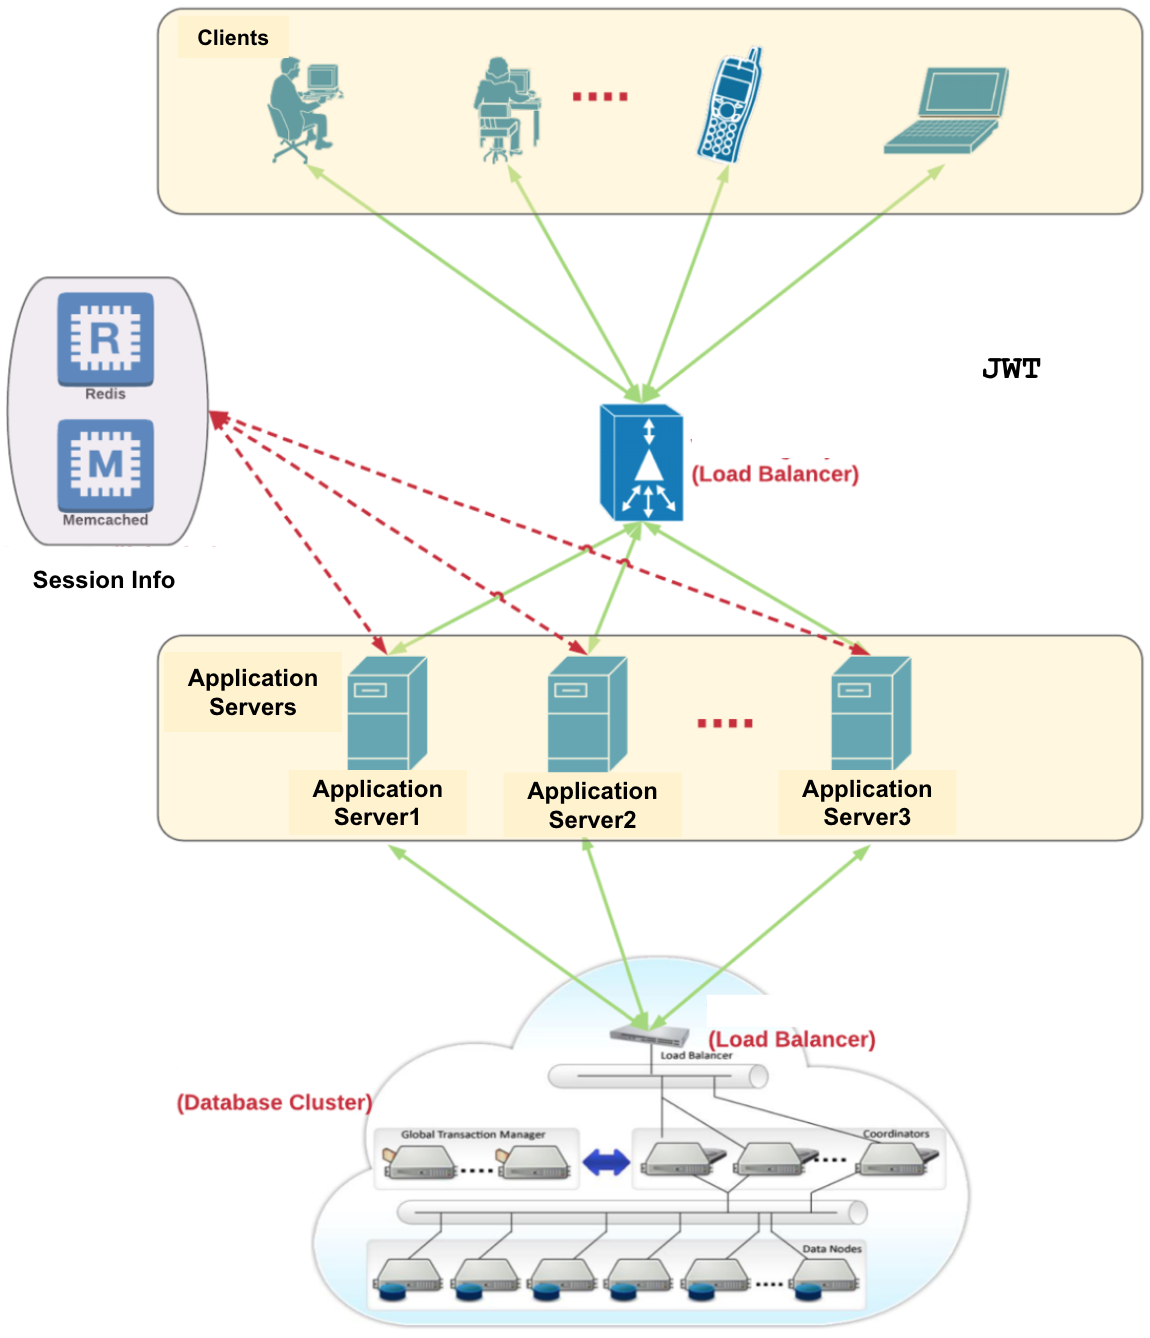 Clients
R
Redis
M
Memcached
Session Info
JWT
(Load Balancer)
Application
Servers
Application
Server1
Application
Server2
Application
Server3
(Load Balancer)
Load Balancer
(Database Cluster)
Global Transaction Manager
Coordinators
Data Nodes